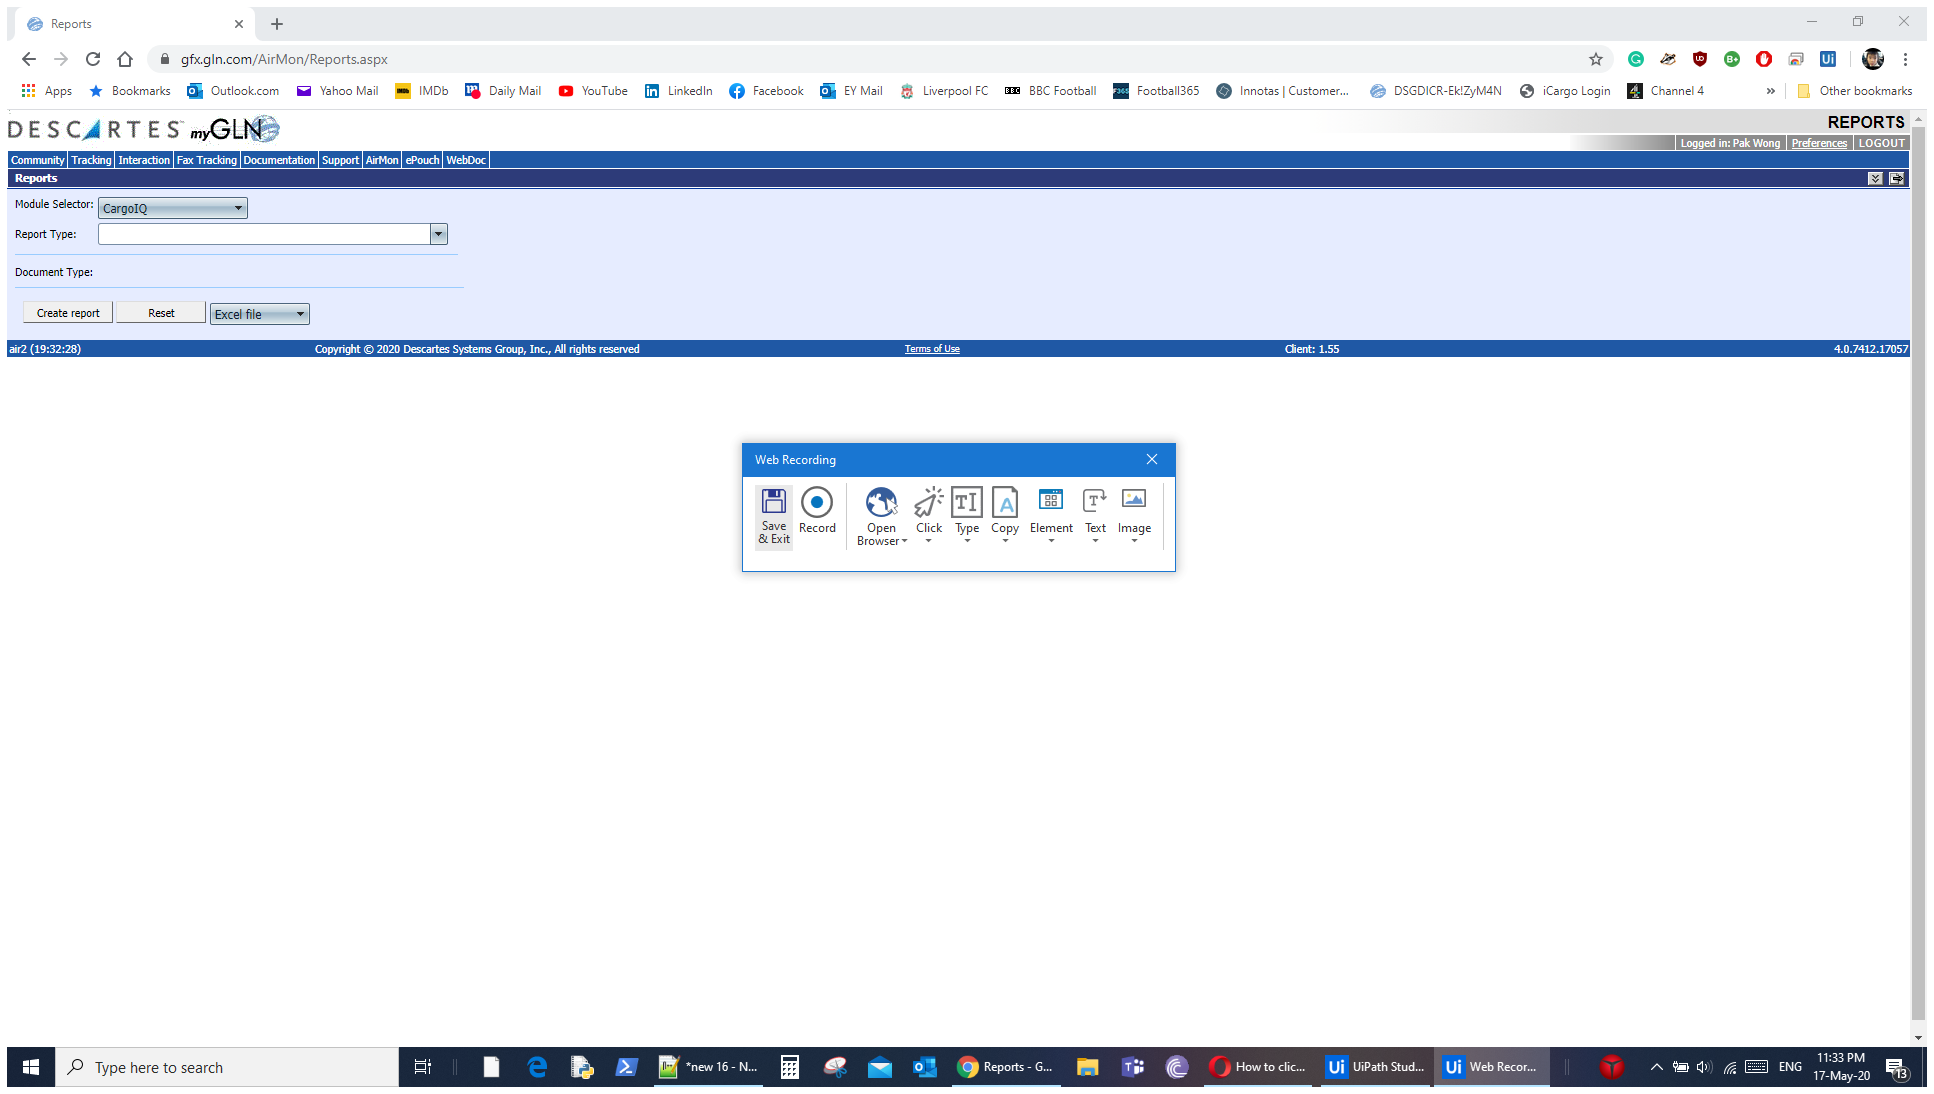 Reports
gfx.gln.com/AirMon/Reports.aspx
Apps Bookmarks Outlook.com Yahoo Mail IMDb Daily Mail YouTube LinkedIn Facebook EY Mail Liverpool FC BBC Football Football365 Innotas | Customer... DSGDICR-Ek!ZyM4N iCargo Login Channel 4 » Other bookmarks
DESCARTES myGLN
REPORTS
Logged in: Pak Wong Preferences LOGOUT
Community Tracking Interaction Fax Tracking Documentation Support AirMon ePouch WebDoc
Reports
Module Selector: CargoIQ
Report Type:
Document Type:
Create report Reset Excel file
air2 (19:32:28) Copyright © 2020 Descartes Systems Group, Inc., All rights reserved Terms of Use Client: 1.55 4.0.7412.17057
Web Recording
Save & Exit
Record
Open Browser
Click
Type
Copy
Element
Text
Image
Type here to search
*new 16 - N...
Reports - G...
How to clic...
UiPath Stud...
Web Recor...
ENG
11:33 PM
17-May-20
13